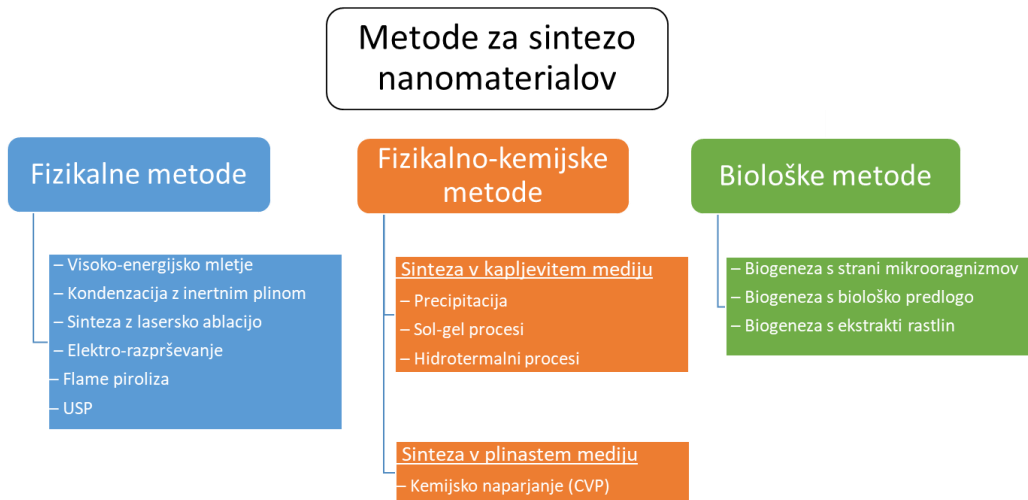 Metode za sintezo
nanomaterialov
Fizikalne metode
– Visoko-energijsko mletje
– Kondenzacija z inertnim plinom
– Sinteza z lasersko ablacijo
– Elektro-razprševanje
– Flame piroliza
– USP
Fizikalno-kemijske
metode
Sinteza v kapljevitem mediju
– Precipitacija
– Sol-gel procesi
– Hidrotermalni procesi
Sinteza v plinastem mediju
– Kemijsko naparjanje (CVP)
Biološke metode
– Biogeneza s strani mikrooragnizmov
– Biogeneza s biološko predlogo
– Biogeneza s ekstrakti rastlin